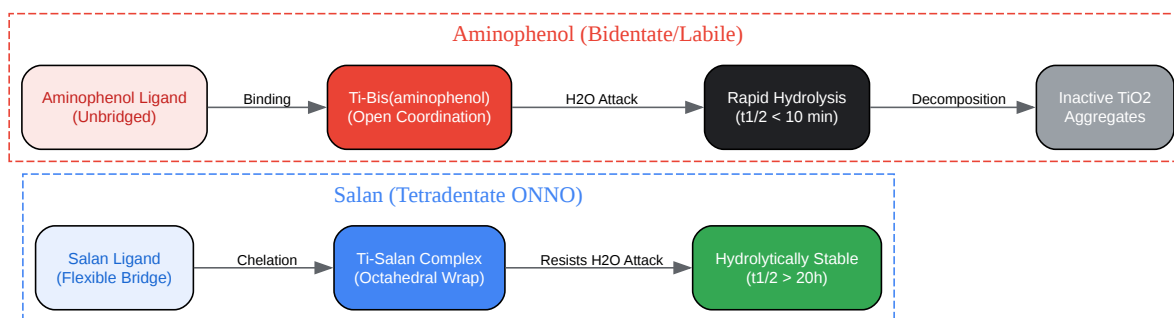 Aminophenol (Bidentate/Labile)
Aminophenol Ligand
(Unbridged)
Binding
Ti-Bis(aminophenol)
(Open Coordination)
H2O Attack
Rapid Hydrolysis
(t1/2 < 10 min)
Decomposition
Inactive TiO2
Aggregates
Salan (Tetradentate ONNO)
Salan Ligand
(Flexible Bridge)
Chelation
Ti-Salan Complex
(Octahedral Wrap)
Resists H2O Attack
Hydrolytically Stable
(t1/2 > 20h)